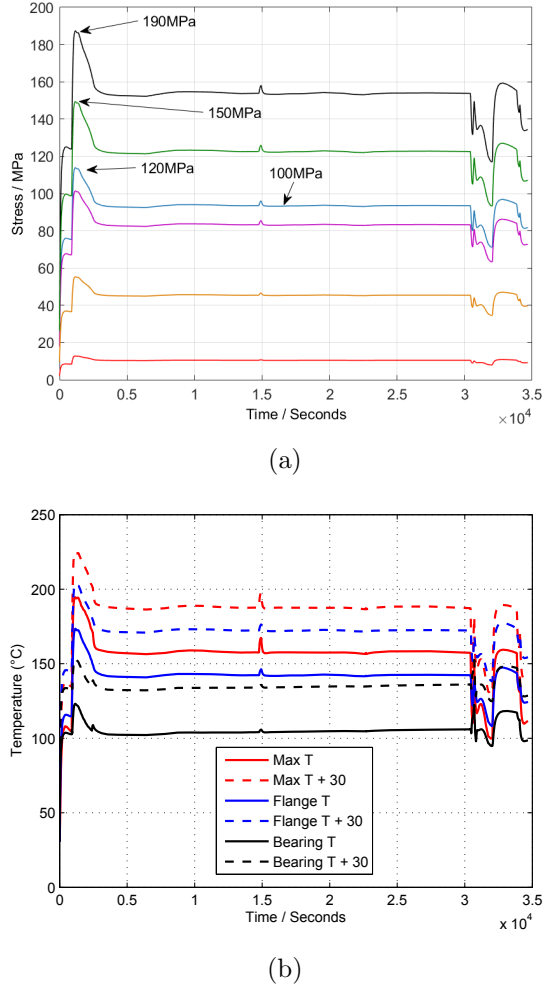 200
180
160
140
120
100
80
60
40
20
0
Stress / MPa
190MPa
150MPa
120MPa
100MPa
0 0.5 1 1.5 2 2.5 3 3.5
Time / Seconds
×10⁴
(a)
250
200
150
100
50
0
Temperature (°C)
Max T
Max T + 30
Flange T
Flange T + 30
Bearing T
Bearing T + 30
0 0.5 1 1.5 2 2.5 3 3.5
Time / Seconds
x 10⁴
(b)